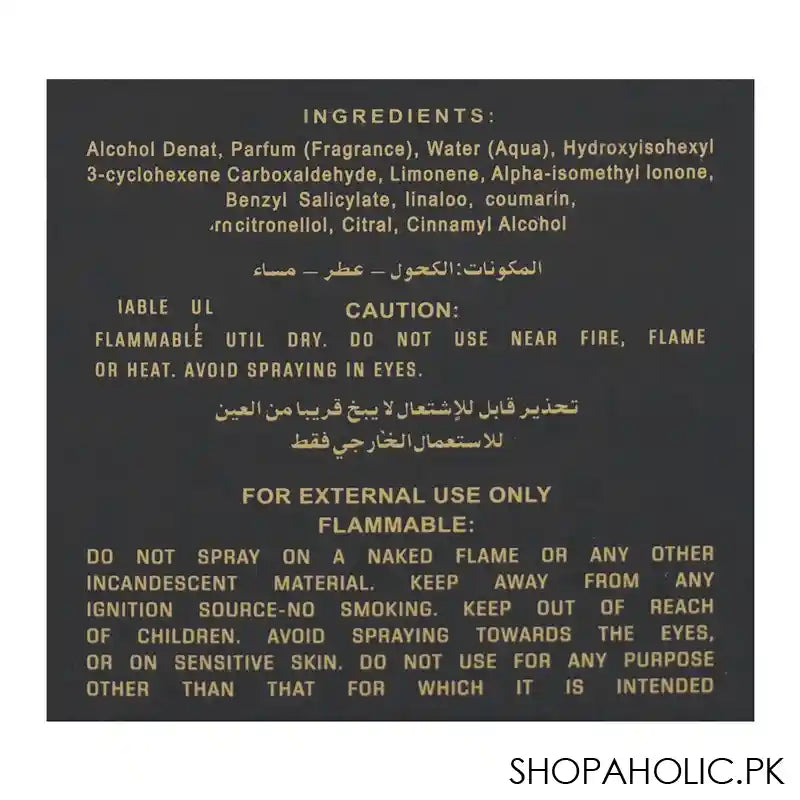 INGREDIENTS:
Alcohol Denat, Parfum (Fragrance), Water (Aqua), Hydroxyisohexyl
3-cyclohexene Carboxaldehyde, Limonene, Alpha-isomethyl Ionone,
Benzyl Salicylate, linaloo, coumarin,
rncitronellol, Citral, Cinnamyl Alcohol
المكونات: الكحول – عطر – مساء
IABLE UL
CAUTION:
FLAMMABLE UTIL DRY. DO NOT USE NEAR FIRE, FLAME
OR HEAT. AVOID SPRAYING IN EYES.
تحذير قابل للإشتعال لا يبخ قريبا من العين
للاستعمال الخارجي فقط
FOR EXTERNAL USE ONLY
FLAMMABLE:
DO NOT SPRAY ON A NAKED FLAME OR ANY OTHER
INCANDESCENT MATERIAL. KEEP AWAY FROM ANY
IGNITION SOURCE-NO SMOKING. KEEP OUT OF REACH
OF CHILDREN. AVOID SPRAYING TOWARDS THE EYES,
OR ON SENSITIVE SKIN. DO NOT USE FOR ANY PURPOSE
OTHER THAN THAT FOR WHICH IT IS INTENDED
SHOPAHOLIC.PK